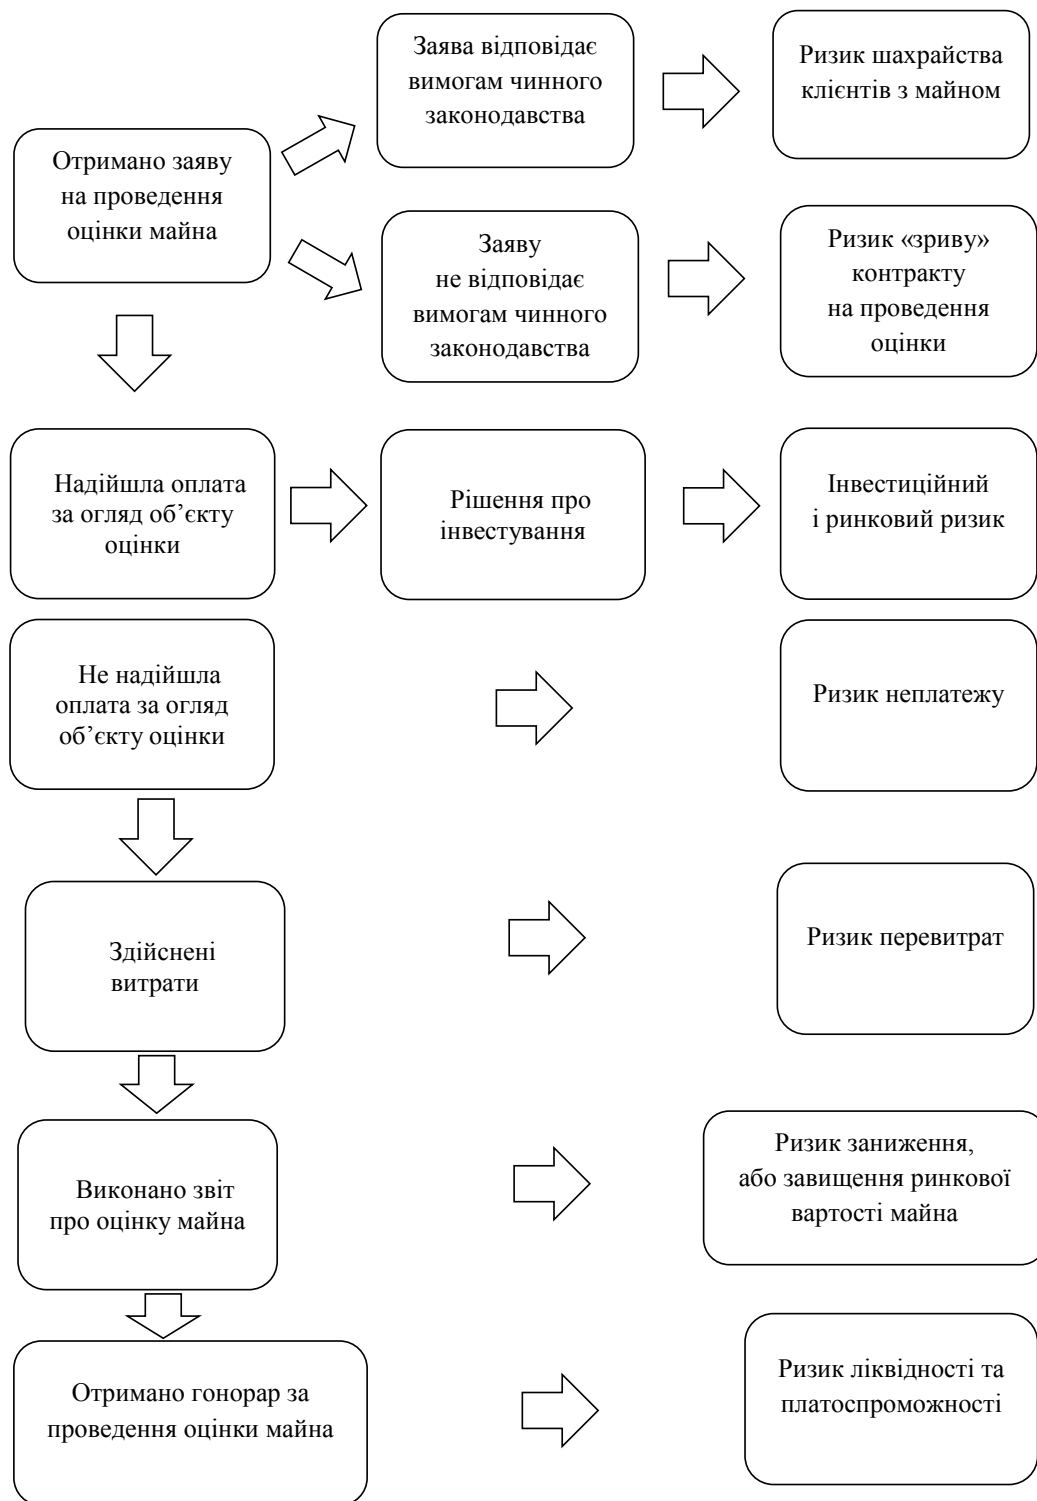 Заява відповідає
вимогам чинного
законодавства
Ризик шахрайства
клієнтів з майном
Отримано заяву
на проведення
оцінки майна
Заяву
не відповідає
вимогам чинного
законодавства
Ризик «зриву»
контракту
на проведення
оцінки
Надійшла оплата
за огляд об’єкту
оцінки
Рішення про
інвестування
Інвестиційний
і ринковий ризик
Не надійшла
оплата за огляд
об’єкту оцінки
Ризик неплатежу
Здійснені
витрати
Ризик перевитрат
Виконано звіт
про оцінку майна
Ризик заниження,
або завищення ринкової
вартості майна
Отримано гонорар за
проведення оцінки майна
Ризик ліквідності та
платоспроможності